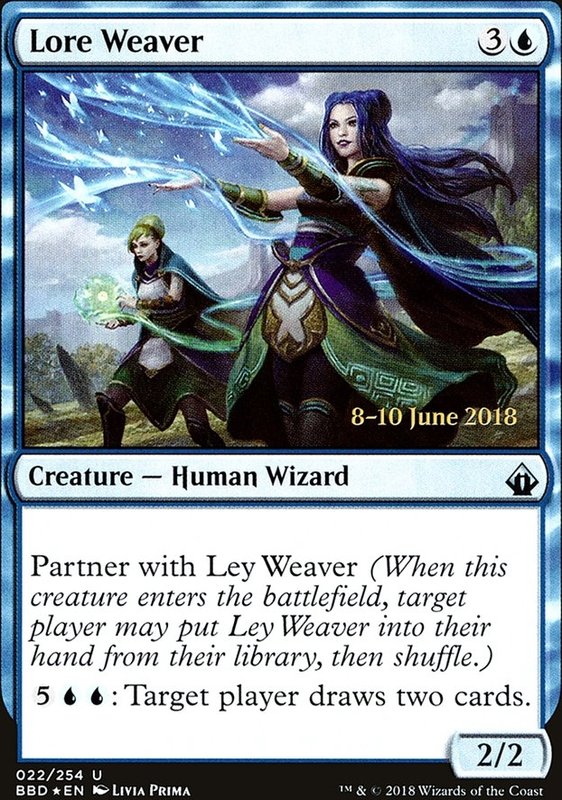 Lore Weaver 3
8–10 June 2018
Creature — Human Wizard
Partner with Ley Weaver (When this
creature enters the battlefield, target
player may put Ley Weaver into their
hand from their library, then shuffle.)
5 : Target player draws two cards.
2/2
022/254 U
BBD ★ EN Livia Prima
™ & © 2018 Wizards of the Coast